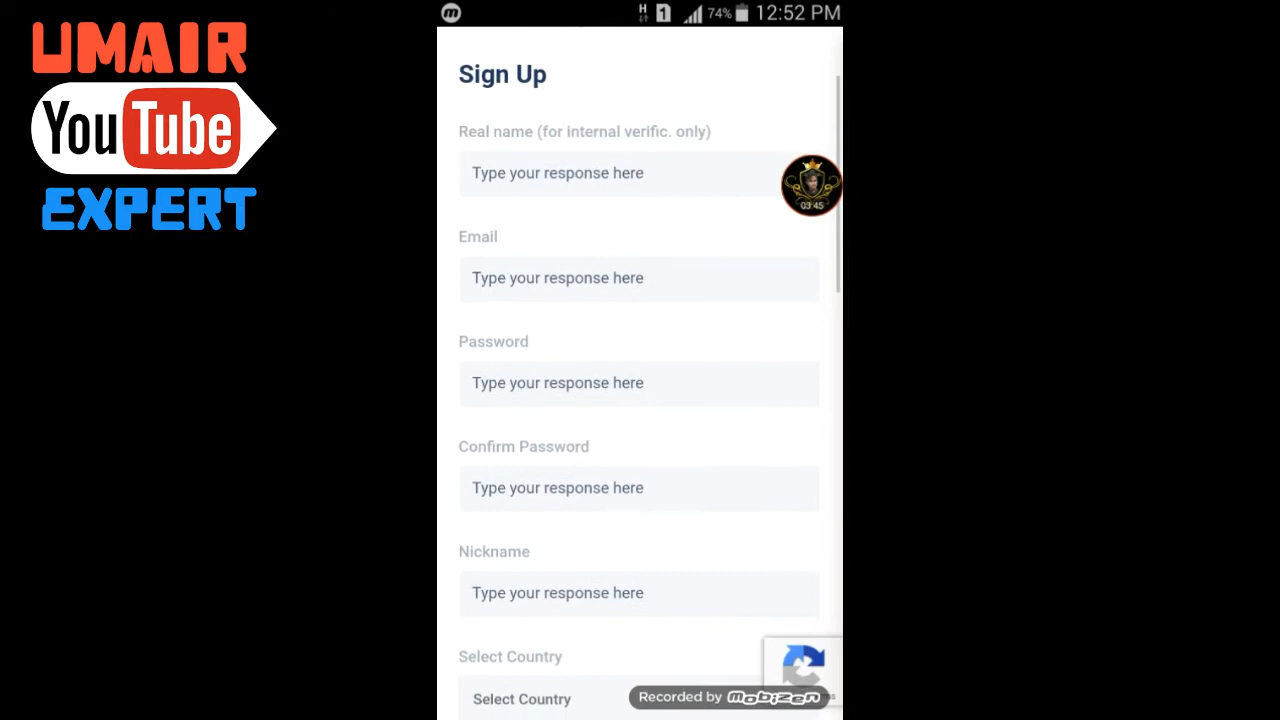 UMAIR
YouTube
EXPERT
H 1 74% 12:52 PM
Sign Up
Real name (for internal verific. only)
Type your response here
03:45
Email
Type your response here
Password
Type your response here
Confirm Password
Type your response here
Nickname
Type your response here
Select Country
Select Country
Recorded by mobizen